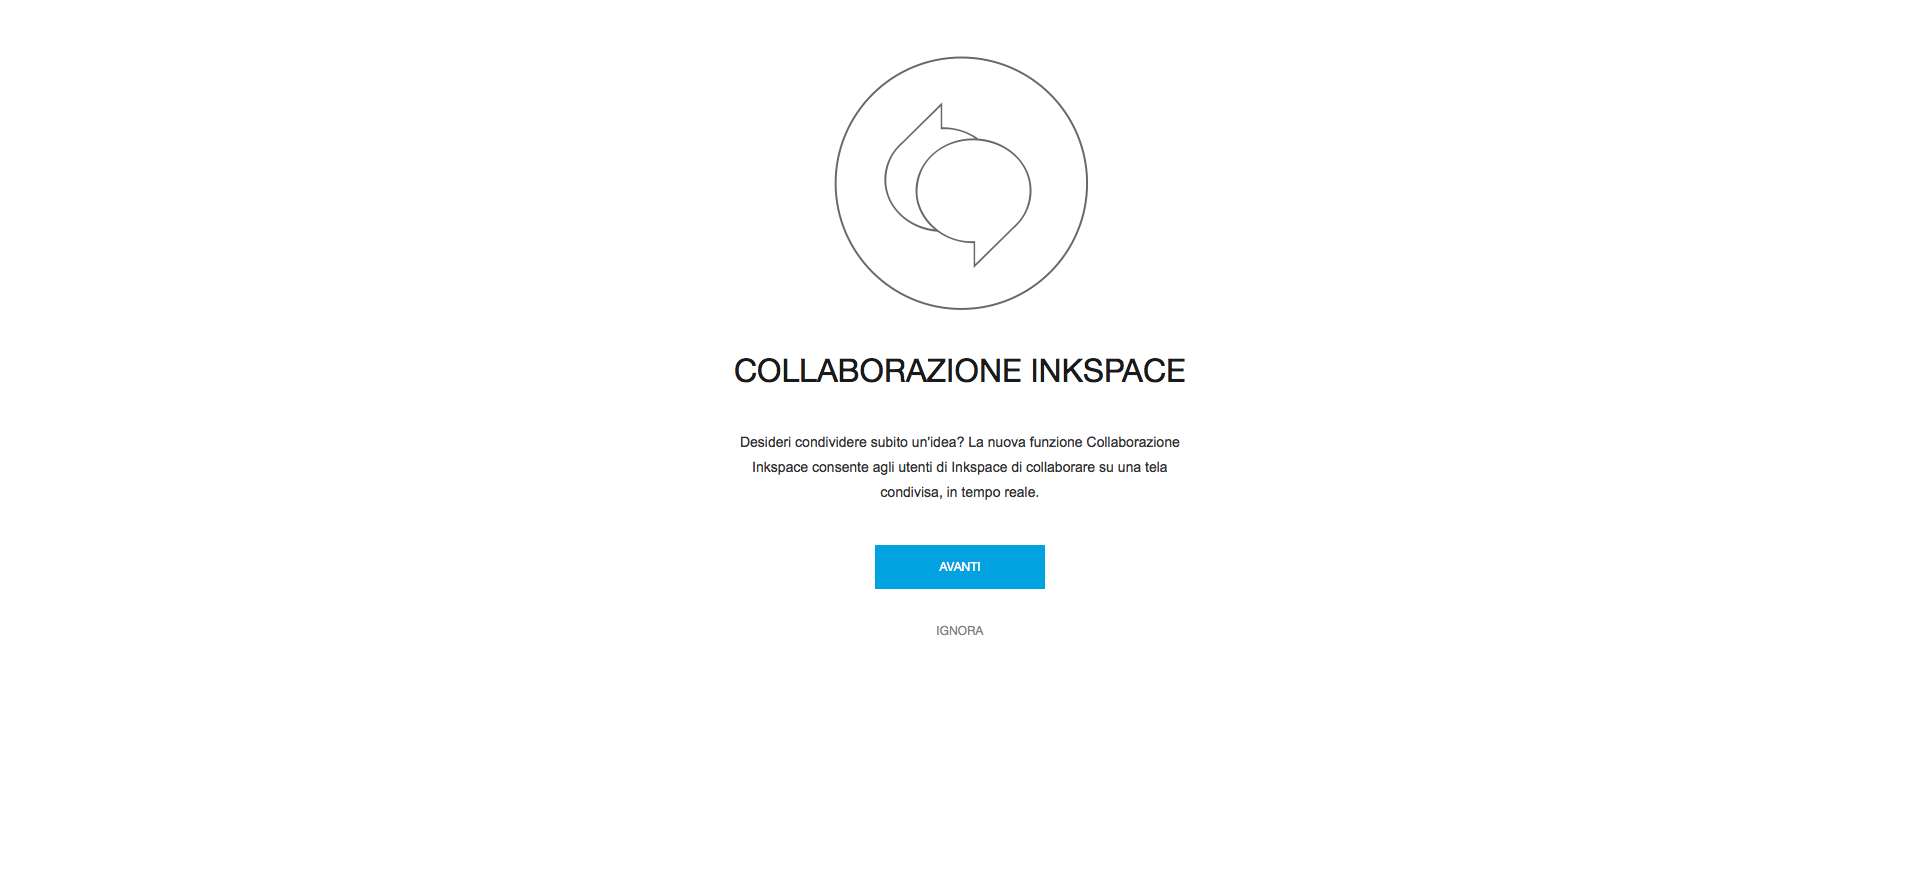 COLLABORAZIONE INKSPACE
Desideri condividere subito un'idea? La nuova funzione Collaborazione
Inkspace consente agli utenti di Inkspace di collaborare su una tela
condivisa, in tempo reale.
AVANTI
IGNORA